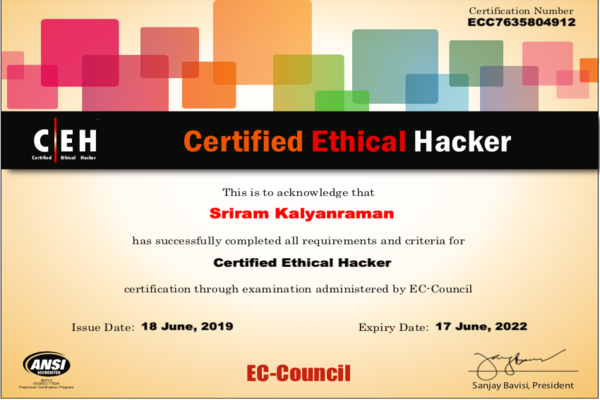 Certification Number
ECC7635804912
C|EH
Certified Ethical Hacker
Certified Ethical Hacker
This is to acknowledge that
Sriram Kalyanraman
has successfully completed all requirements and criteria for
Certified Ethical Hacker
certification through examination administered by EC-Council
Issue Date: 18 June, 2019
Expiry Date: 17 June, 2022
ANSI
ACCREDITED
Personnel Certification Program
EC-Council
Sanjay Bavisi, President